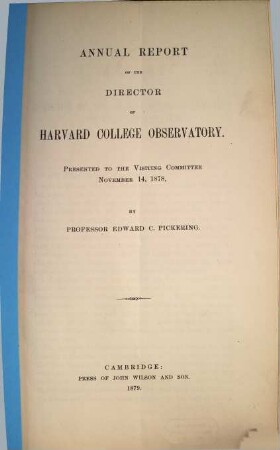 ANNUAL REPORT
OF THE
DIRECTOR
OF
HARVARD COLLEGE OBSERVATORY.
PRESENTED TO THE VISITING COMMITTEE
NOVEMBER 14, 1878,
BY
PROFESSOR EDWARD C. PICKERING.
CAMBRIDGE:
PRESS OF JOHN WILSON AND SON.
1879.